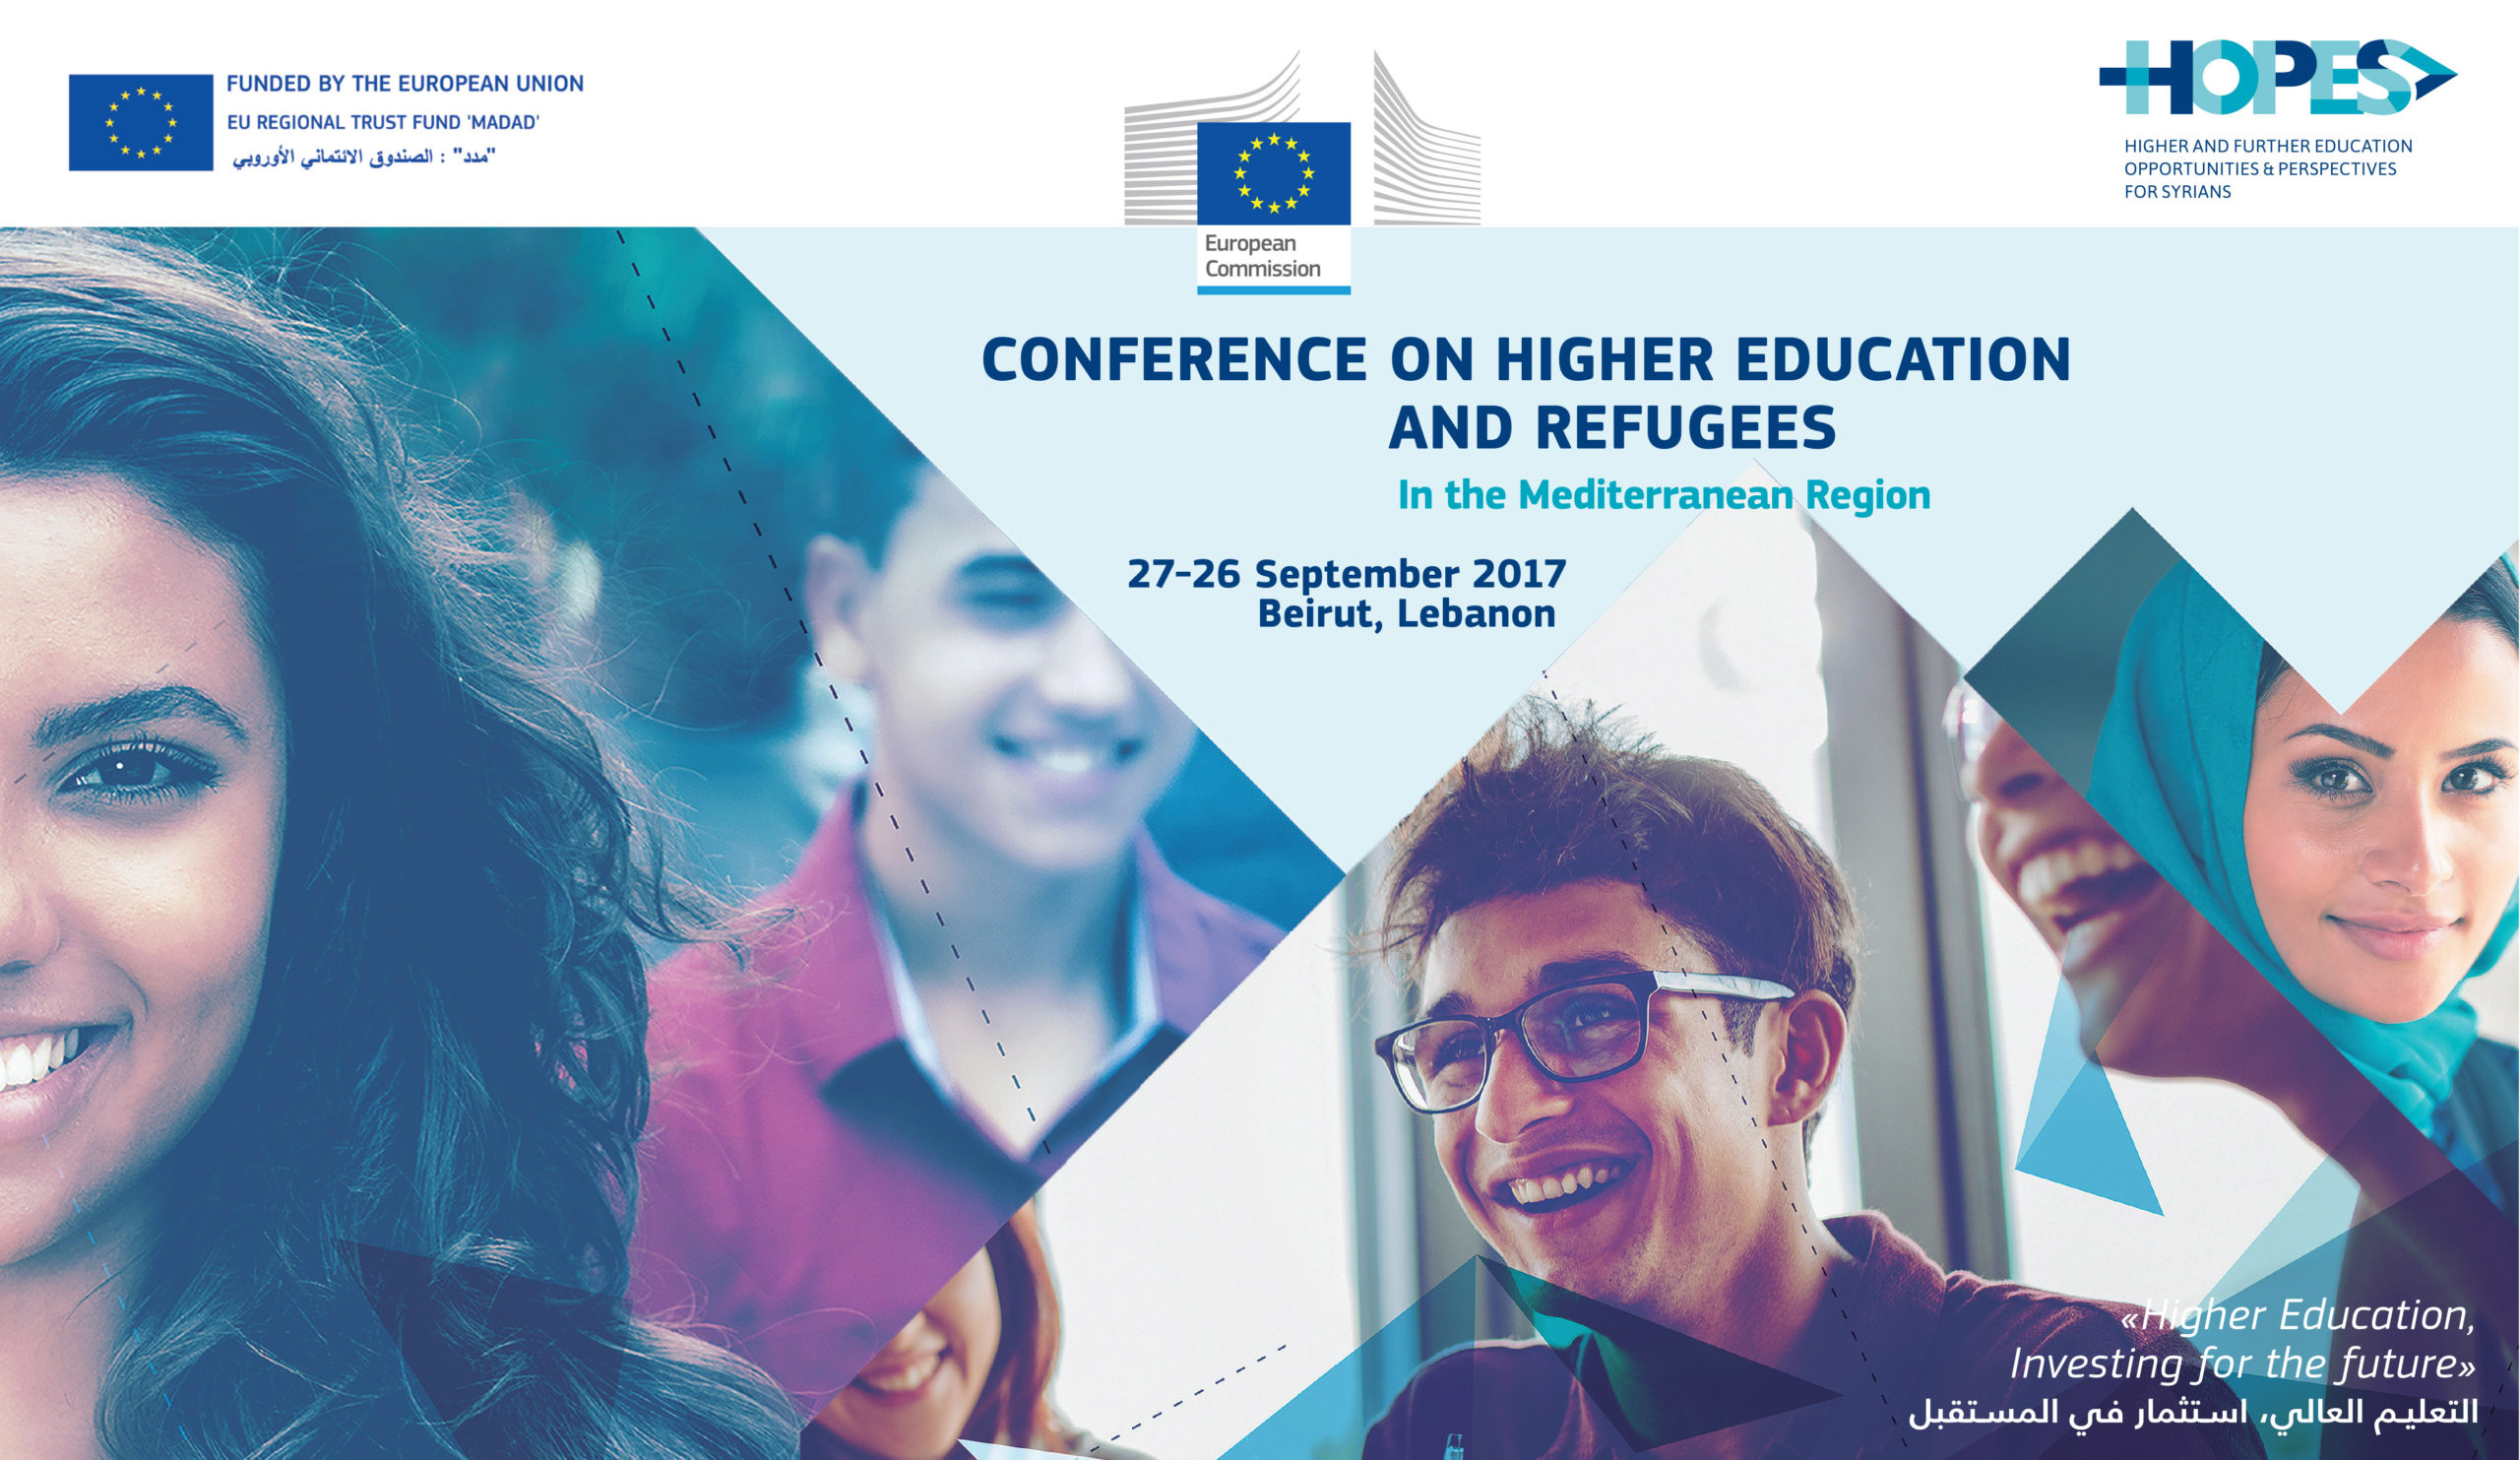 FUNDED BY THE EUROPEAN UNION
EU REGIONAL TRUST FUND 'MADAD'
"مدد" : الصندوق الائتماني الأوروبي
European
Commission
HOPES
HIGHER AND FURTHER EDUCATION
OPPORTUNITIES & PERSPECTIVES
FOR SYRIANS
CONFERENCE ON HIGHER EDUCATION
AND REFUGEES
In the Mediterranean Region
27-26 September 2017
Beirut, Lebanon
«Higher Education,
Investing for the future»
التعليم العالي، استثمار في المستقبل